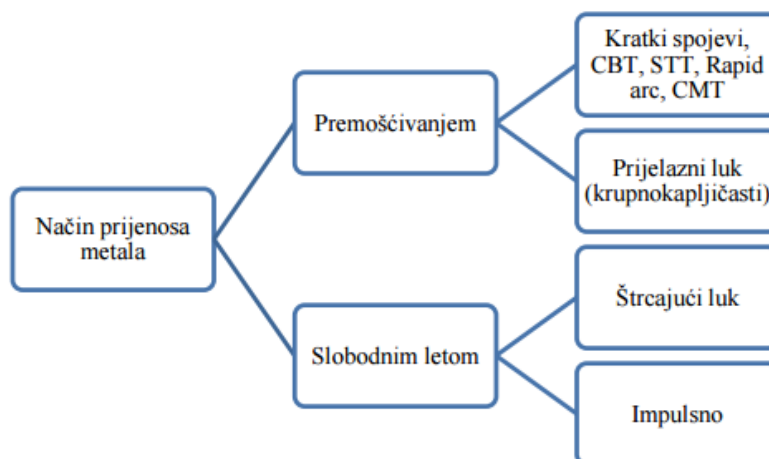 Način prijenosa
metala
Premošćivanjem
Kratki spojevi,
CBT, STT, Rapid
arc, CMT
Prijelazni luk
(krupnokapljičasti)
Slobodnim letom
Štrcajući luk
Impulsno